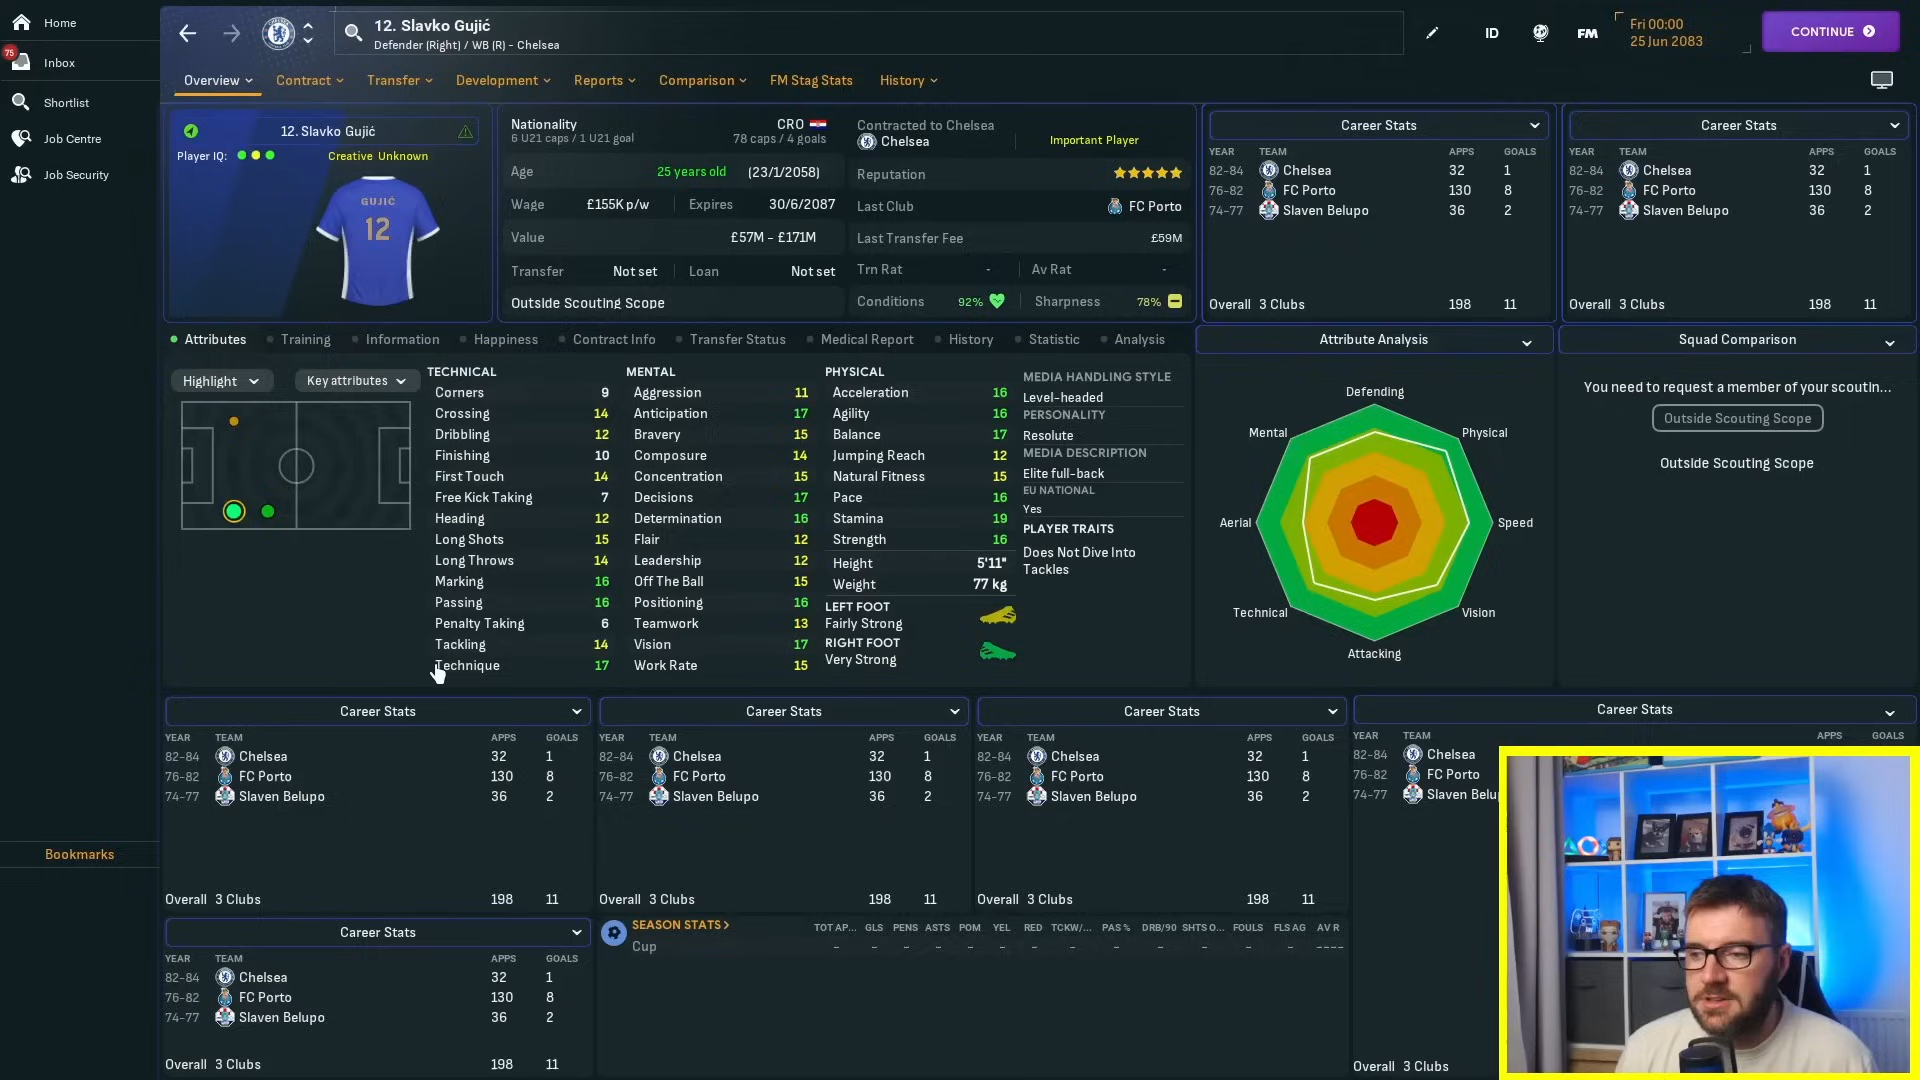 Home
75
Inbox
Shortlist
Job Centre
Job Security
Bookmarks
12. Slavko Gujić
Defender (Right) / WB (R) - Chelsea
ID
FM
Fri 00:00
25 Jun 2083
CONTINUE
Overview Contract Transfer Development Reports Comparison FM Stag Stats History
12. Slavko Gujić
Player IQ: Creative Unknown
GUJIĆ
12
Nationality CRO
6 U21 caps / 1 U21 goal 78 caps / 4 goals
Age 25 years old (23/1/2058)
Wage £155K p/w Expires 30/6/2087
Value £57M - £171M
Transfer Not set Loan Not set
Outside Scouting Scope
Contracted to Chelsea
Chelsea
Important Player
Reputation
Last Club FC Porto
Last Transfer Fee £59M
Trn Rat - Av Rat -
Conditions 92% Sharpness 78%
Career Stats
YEAR TEAM APPS GOALS
82-84 Chelsea 32 1
76-82 FC Porto 130 8
74-77 Slaven Belupo 36 2
Overall 3 Clubs 198 11
Career Stats
YEAR TEAM APPS GOALS
82-84 Chelsea 32 1
76-82 FC Porto 130 8
74-77 Slaven Belupo 36 2
Overall 3 Clubs 198 11
Attributes Training Information Happiness Contract Info Transfer Status Medical Report History Statistic Analysis
Highlight
Key attributes
TECHNICAL
Corners 9
Crossing 14
Dribbling 12
Finishing 10
First Touch 14
Free Kick Taking 7
Heading 12
Long Shots 15
Long Throws 14
Marking 16
Passing 16
Penalty Taking 6
Tackling 14
Technique 17
MENTAL
Aggression 11
Anticipation 17
Bravery 15
Composure 14
Concentration 15
Decisions 17
Determination 16
Flair 12
Leadership 12
Off The Ball 15
Positioning 16
Teamwork 13
Vision 17
Work Rate 15
PHYSICAL
Acceleration 16
Agility 16
Balance 17
Jumping Reach 12
Natural Fitness 15
Pace 16
Stamina 19
Strength 16
Height 5'11"
Weight 77 kg
LEFT FOOT
Fairly Strong
RIGHT FOOT
Very Strong
MEDIA HANDLING STYLE
Level-headed
PERSONALITY
Resolute
MEDIA DESCRIPTION
Elite full-back
EU NATIONAL
Yes
PLAYER TRAITS
Does Not Dive Into
Tackles
Attribute Analysis
Defending
Mental
Physical
Aerial
Speed
Technical
Vision
Attacking
Squad Comparison
You need to request a member of your scoutin...
Outside Scouting Scope
Outside Scouting Scope
Career Stats
YEAR TEAM APPS GOALS
82-84 Chelsea 32 1
76-82 FC Porto 130 8
74-77 Slaven Belupo 36 2
Overall 3 Clubs 198 11
Career Stats
YEAR TEAM APPS GOALS
82-84 Chelsea 32 1
76-82 FC Porto 130 8
74-77 Slaven Belupo 36 2
Overall 3 Clubs 198 11
Career Stats
YEAR TEAM APPS GOALS
82-84 Chelsea 32 1
76-82 FC Porto 130 8
74-77 Slaven Belupo 36 2
Overall 3 Clubs 198 11
Career Stats
YEAR TEAM APPS GOALS
82-84 Chelsea
76-82 FC Porto
74-77 Slaven Belu
Overall 3 Clubs
Career Stats
YEAR TEAM APPS GOALS
82-84 Chelsea 32 1
76-82 FC Porto 130 8
74-77 Slaven Belupo 36 2
Overall 3 Clubs 198 11
SEASON STATS> TOT AP... GLS PENS ASTS POM YEL RED TCKW/... PAS % DRB/90 SHTS O... FOULS FLS AG AV R
Cup - - - - - - - - - - - - - ----